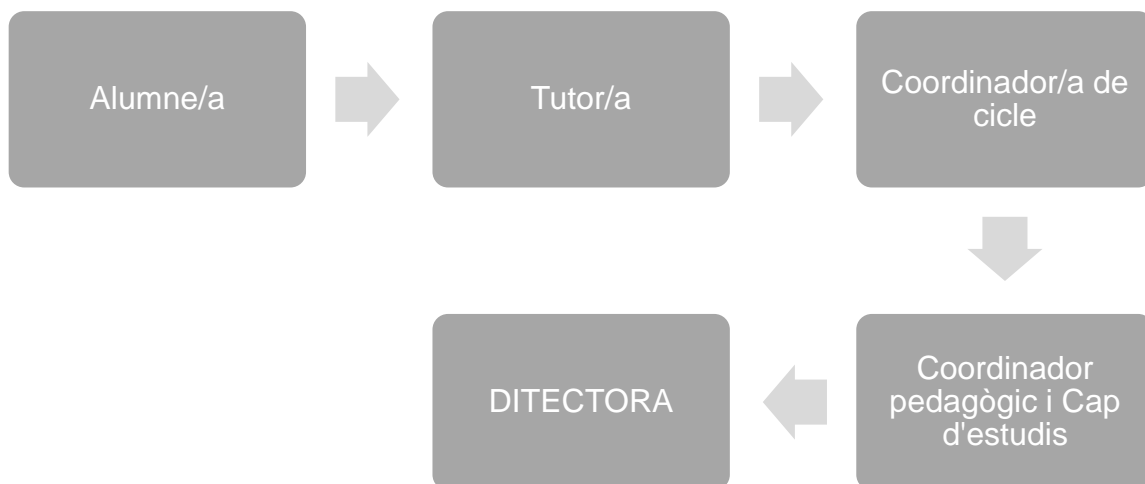 Alumne/a
Tutor/a
Coordinador/a de
cicle
Coordinador
pedagògic i Cap
d'estudis
DITECTORA